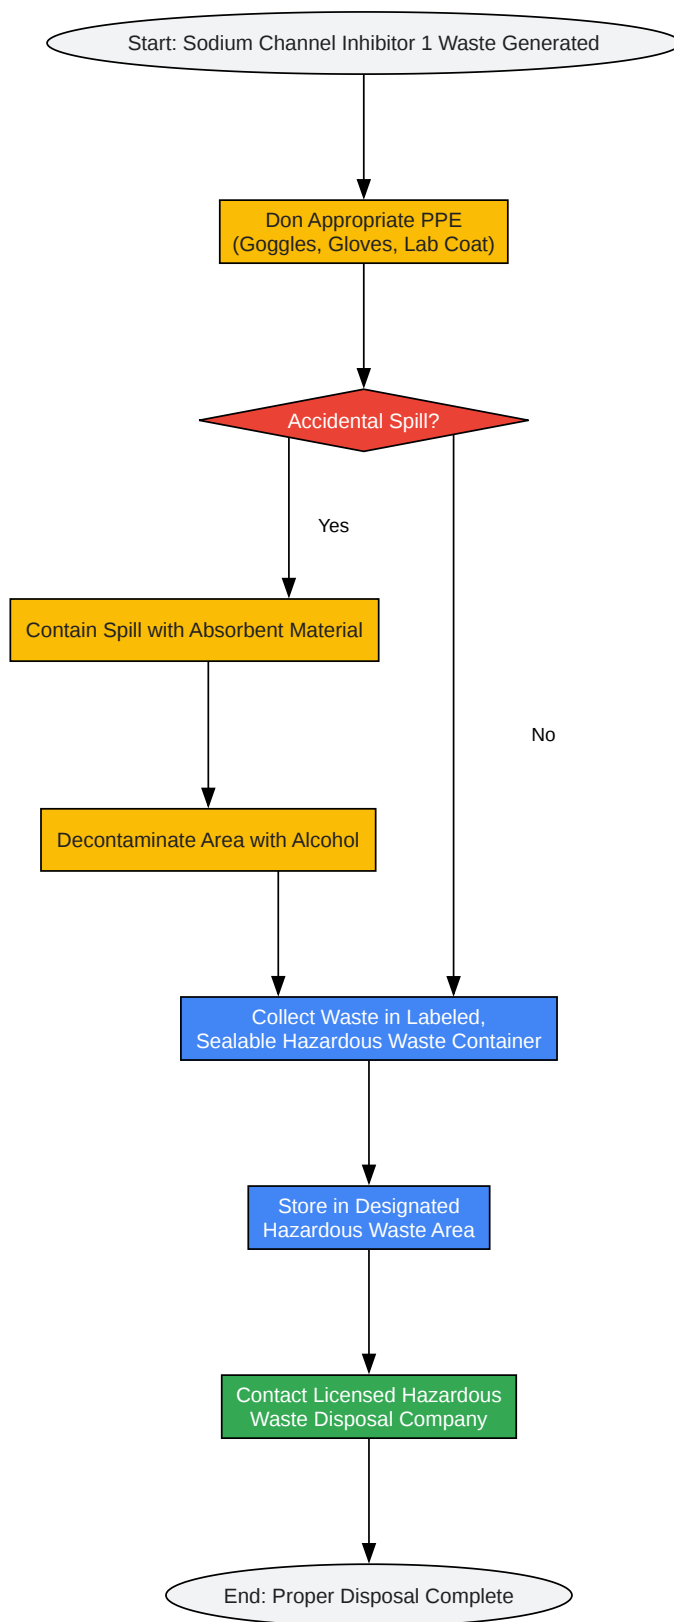 Start: Sodium Channel Inhibitor 1 Waste Generated
Don Appropriate PPE
(Goggles, Gloves, Lab Coat)
Accidental Spill?
Yes
Contain Spill with Absorbent Material
No
Decontaminate Area with Alcohol
Collect Waste in Labeled,
Sealable Hazardous Waste Container
Store in Designated
Hazardous Waste Area
Contact Licensed Hazardous
Waste Disposal Company
End: Proper Disposal Complete